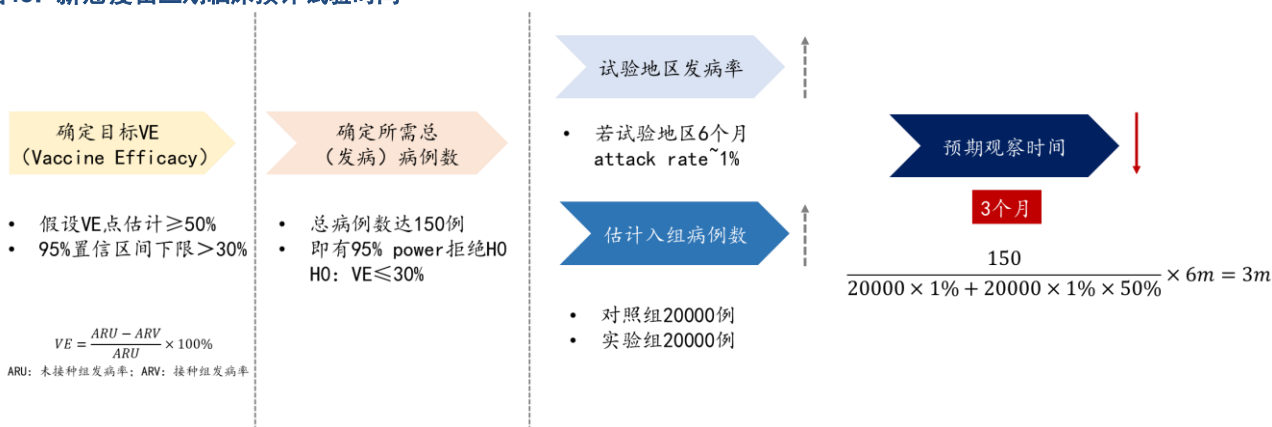 确定目标VE
(Vaccine Efficacy)
• 假设VE点估计≥50%
• 95%置信区间下限>30%
VE = (ARU − ARV) / ARU × 100%
ARU: 未接种组发病率; ARV: 接种组发病率
确定所需总
(发病)病例数
• 总病例数达150例
• 即有95% power拒绝H0
H0: VE≤30%
试验地区发病率
• 若试验地区6个月
attack rate~1%
估计入组病例数
• 对照组20000例
• 实验组20000例
预期观察时间
3个月
150 / (20000 × 1% + 20000 × 1% × 50%) × 6m = 3m